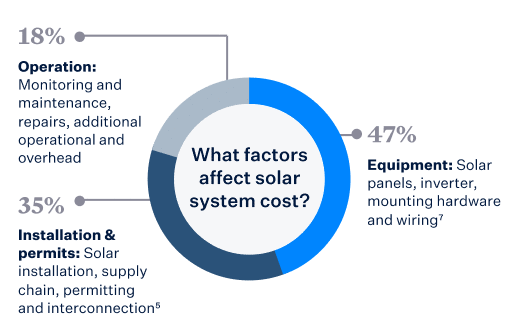 18%
Operation:
Monitoring and
maintenance,
repairs, additional
operational and
overhead
What factors
affect solar
system cost?
47%
Equipment: Solar
panels, inverter,
mounting hardware
and wiring⁷
35%
Installation &
permits: Solar
installation, supply
chain, permitting
and interconnection⁵